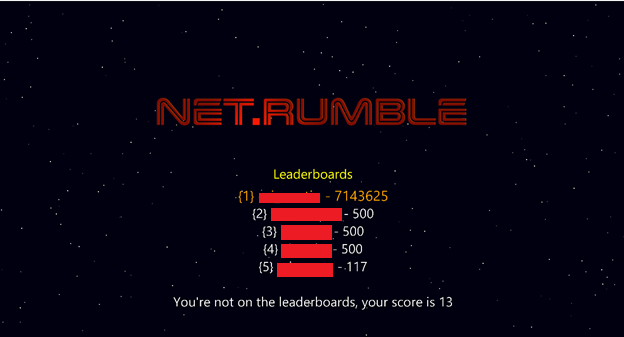 NET.RUMBLE
Leaderboards
{1} - 7143625
{2} - 500
{3} - 500
{4} - 500
{5} - 117
You're not on the leaderboards, your score is 13